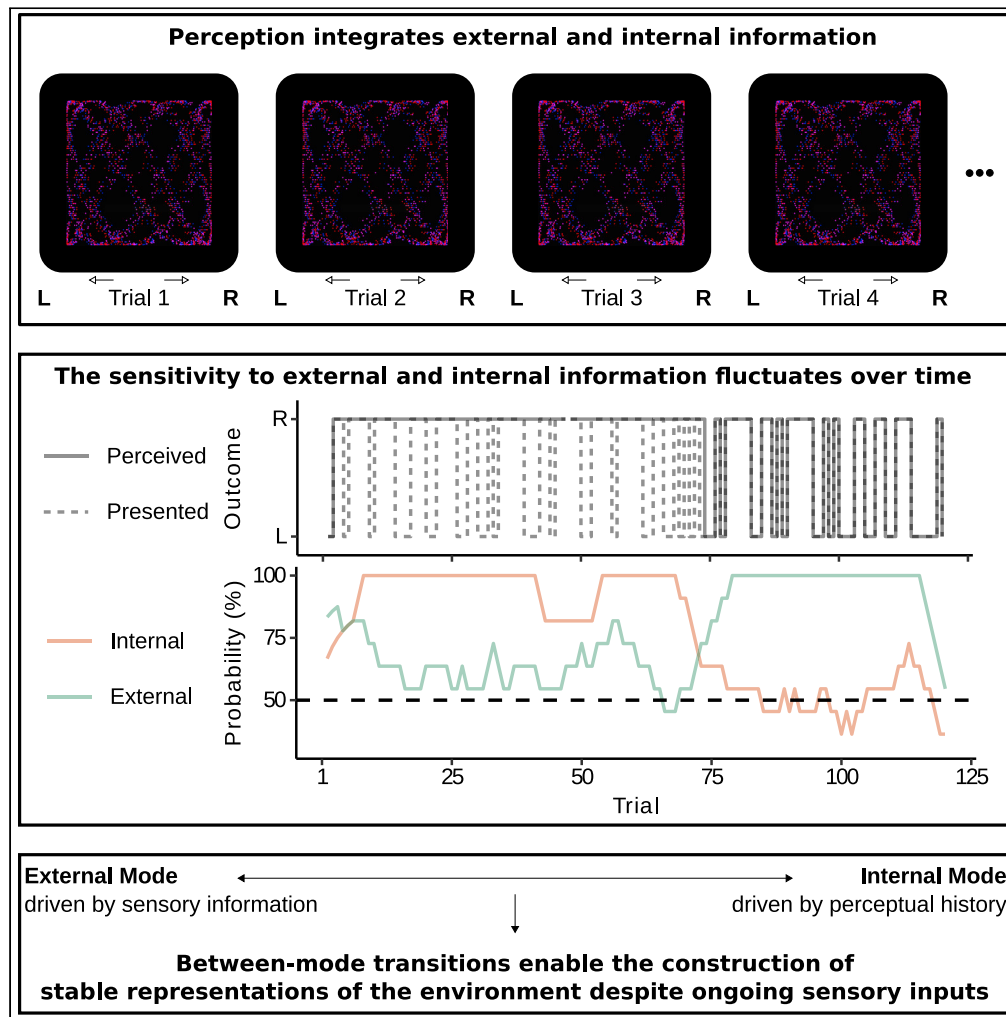 Perception integrates external and internal information
•••
L Trial 1 R L Trial 2 R L Trial 3 R L Trial 4 R
The sensitivity to external and internal information fluctuates over time
Perceived
Presented
Outcome
R
L
Internal
External
Probability (%)
100
75
50
1 25 50 75 100 125
Trial
External Mode
driven by sensory information
Internal Mode
driven by perceptual history
Between-mode transitions enable the construction of
stable representations of the environment despite ongoing sensory inputs